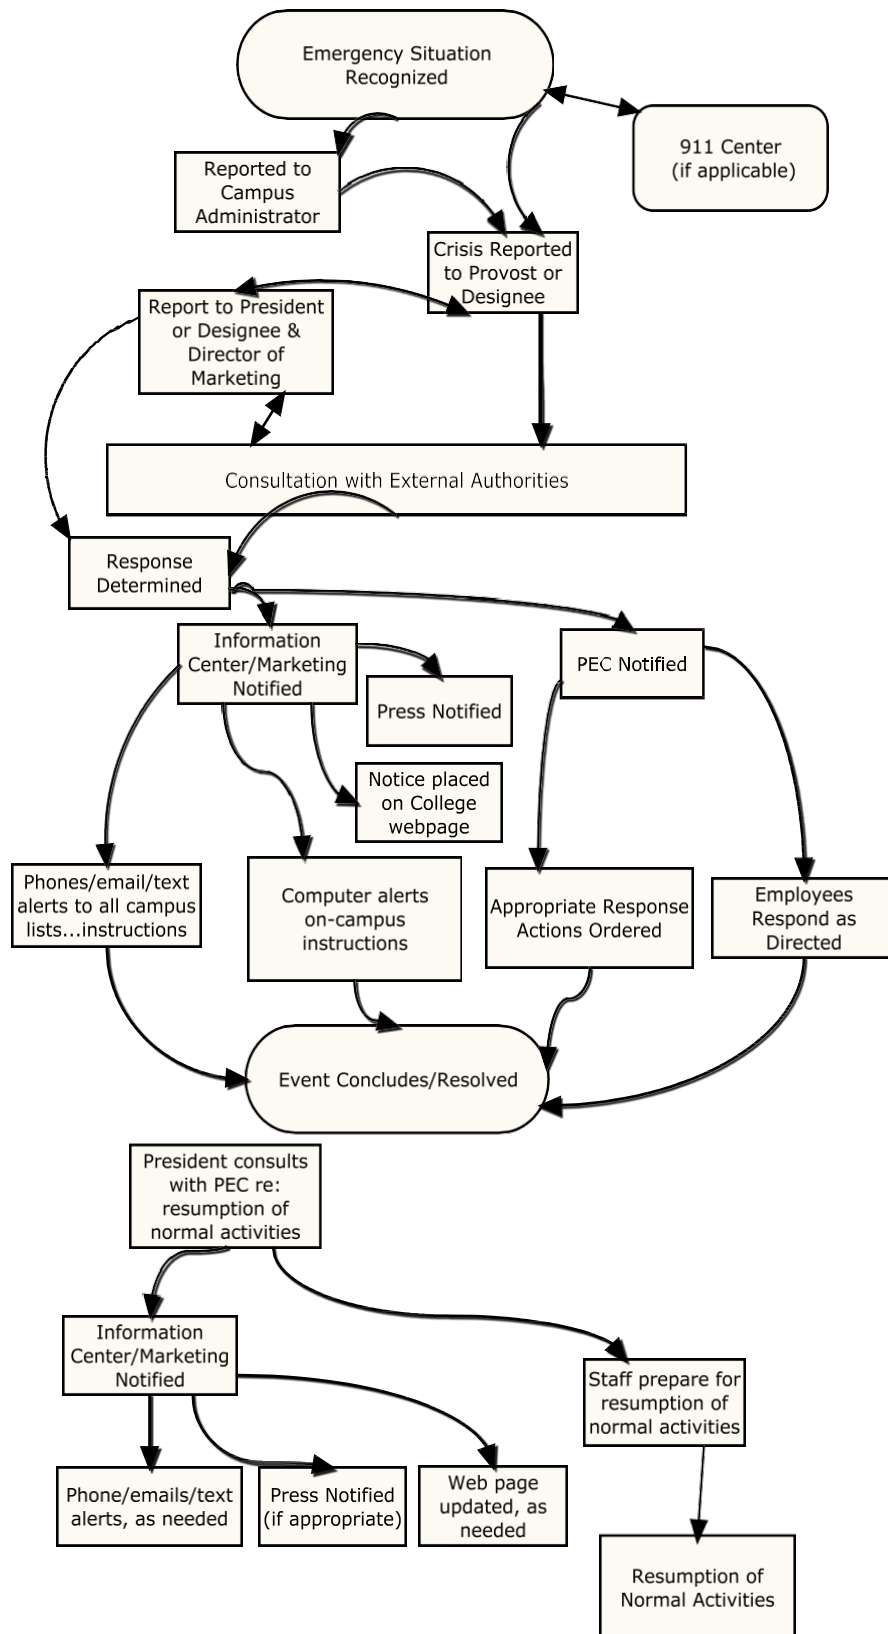 Emergency Situation
Recognized
911 Center
(if applicable)
Reported to
Campus
Administrator
Crisis Reported
to Provost or
Designee
Report to President
or Designee &
Director of
Marketing
Consultation with External Authorities
Response
Determined
Information
Center/Marketing
Notified
PEC Notified
Press Notified
Notice placed
on College
webpage
Phones/email/text
alerts to all campus
lists...instructions
Computer alerts
on-campus
instructions
Appropriate Response
Actions Ordered
Employees
Respond as
Directed
Event Concludes/Resolved
President consults
with PEC re:
resumption of
normal activities
Information
Center/Marketing
Notified
Staff prepare for
resumption of
normal activities
Phone/emails/text
alerts, as needed
Press Notified
(if appropriate)
Web page
updated, as
needed
Resumption of
Normal Activities